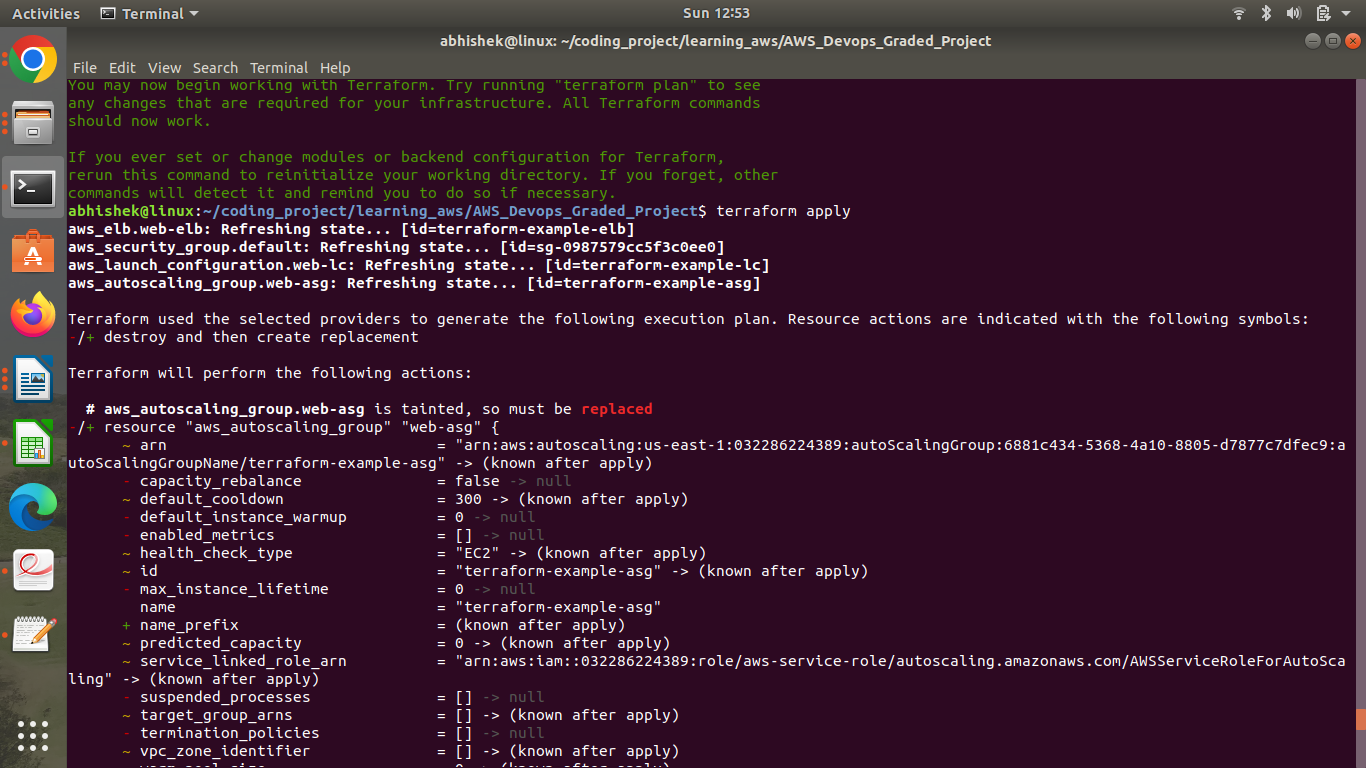 Activities
Terminal
Sun 12:53
abhishek@linux: ~/coding_project/learning_aws/AWS_Devops_Graded_Project
File Edit View Search Terminal Help
You may now begin working with Terraform. Try running "terraform plan" to see
any changes that are required for your infrastructure. All Terraform commands
should now work.
If you ever set or change modules or backend configuration for Terraform,
rerun this command to reinitialize your working directory. If you forget, other
commands will detect it and remind you to do so if necessary.
abhishek@linux:~/coding_project/learning_aws/AWS_Devops_Graded_Project$ terraform apply
aws_elb.web-elb: Refreshing state... [id=terraform-example-elb]
aws_security_group.default: Refreshing state... [id=sg-0987579cc5f3c0ee0]
aws_launch_configuration.web-lc: Refreshing state... [id=terraform-example-lc]
aws_autoscaling_group.web-asg: Refreshing state... [id=terraform-example-asg]
Terraform used the selected providers to generate the following execution plan. Resource actions are indicated with the following symbols:
-/+ destroy and then create replacement
Terraform will perform the following actions:
# aws_autoscaling_group.web-asg is tainted, so must be replaced
-/+ resource "aws_autoscaling_group" "web-asg" {
~ arn = "arn:aws:autoscaling:us-east-1:032286224389:autoScalingGroup:6881c434-5368-4a10-8805-d7877c7dfec9:a
utoScalingGroupName/terraform-example-asg" -> (known after apply)
- capacity_rebalance = false -> null
~ default_cooldown = 300 -> (known after apply)
- default_instance_warmup = 0 -> null
- enabled_metrics = [] -> null
~ health_check_type = "EC2" -> (known after apply)
~ id = "terraform-example-asg" -> (known after apply)
- max_instance_lifetime = 0 -> null
name = "terraform-example-asg"
+ name_prefix = (known after apply)
~ predicted_capacity = 0 -> (known after apply)
~ service_linked_role_arn = "arn:aws:iam::032286224389:role/aws-service-role/autoscaling.amazonaws.com/AWSServiceRoleForAutoSca
ling" -> (known after apply)
- suspended_processes = [] -> null
~ target_group_arns = [] -> (known after apply)
- termination_policies = [] -> null
~ vpc_zone_identifier = [] -> (known after apply)